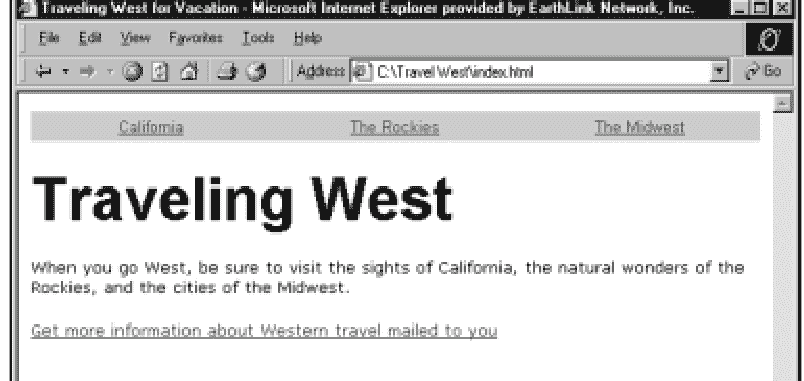 Traveling West for Vacation - Microsoft Internet Explorer provided by EarthLink Network, Inc.
File Edit View Favorites Tools Help
Address C:\Travel West\index.html Go
California The Rockies The Midwest
Traveling West
When you go West, be sure to visit the sights of California, the natural wonders of the
Rockies, and the cities of the Midwest.
Get more information about Western travel mailed to you